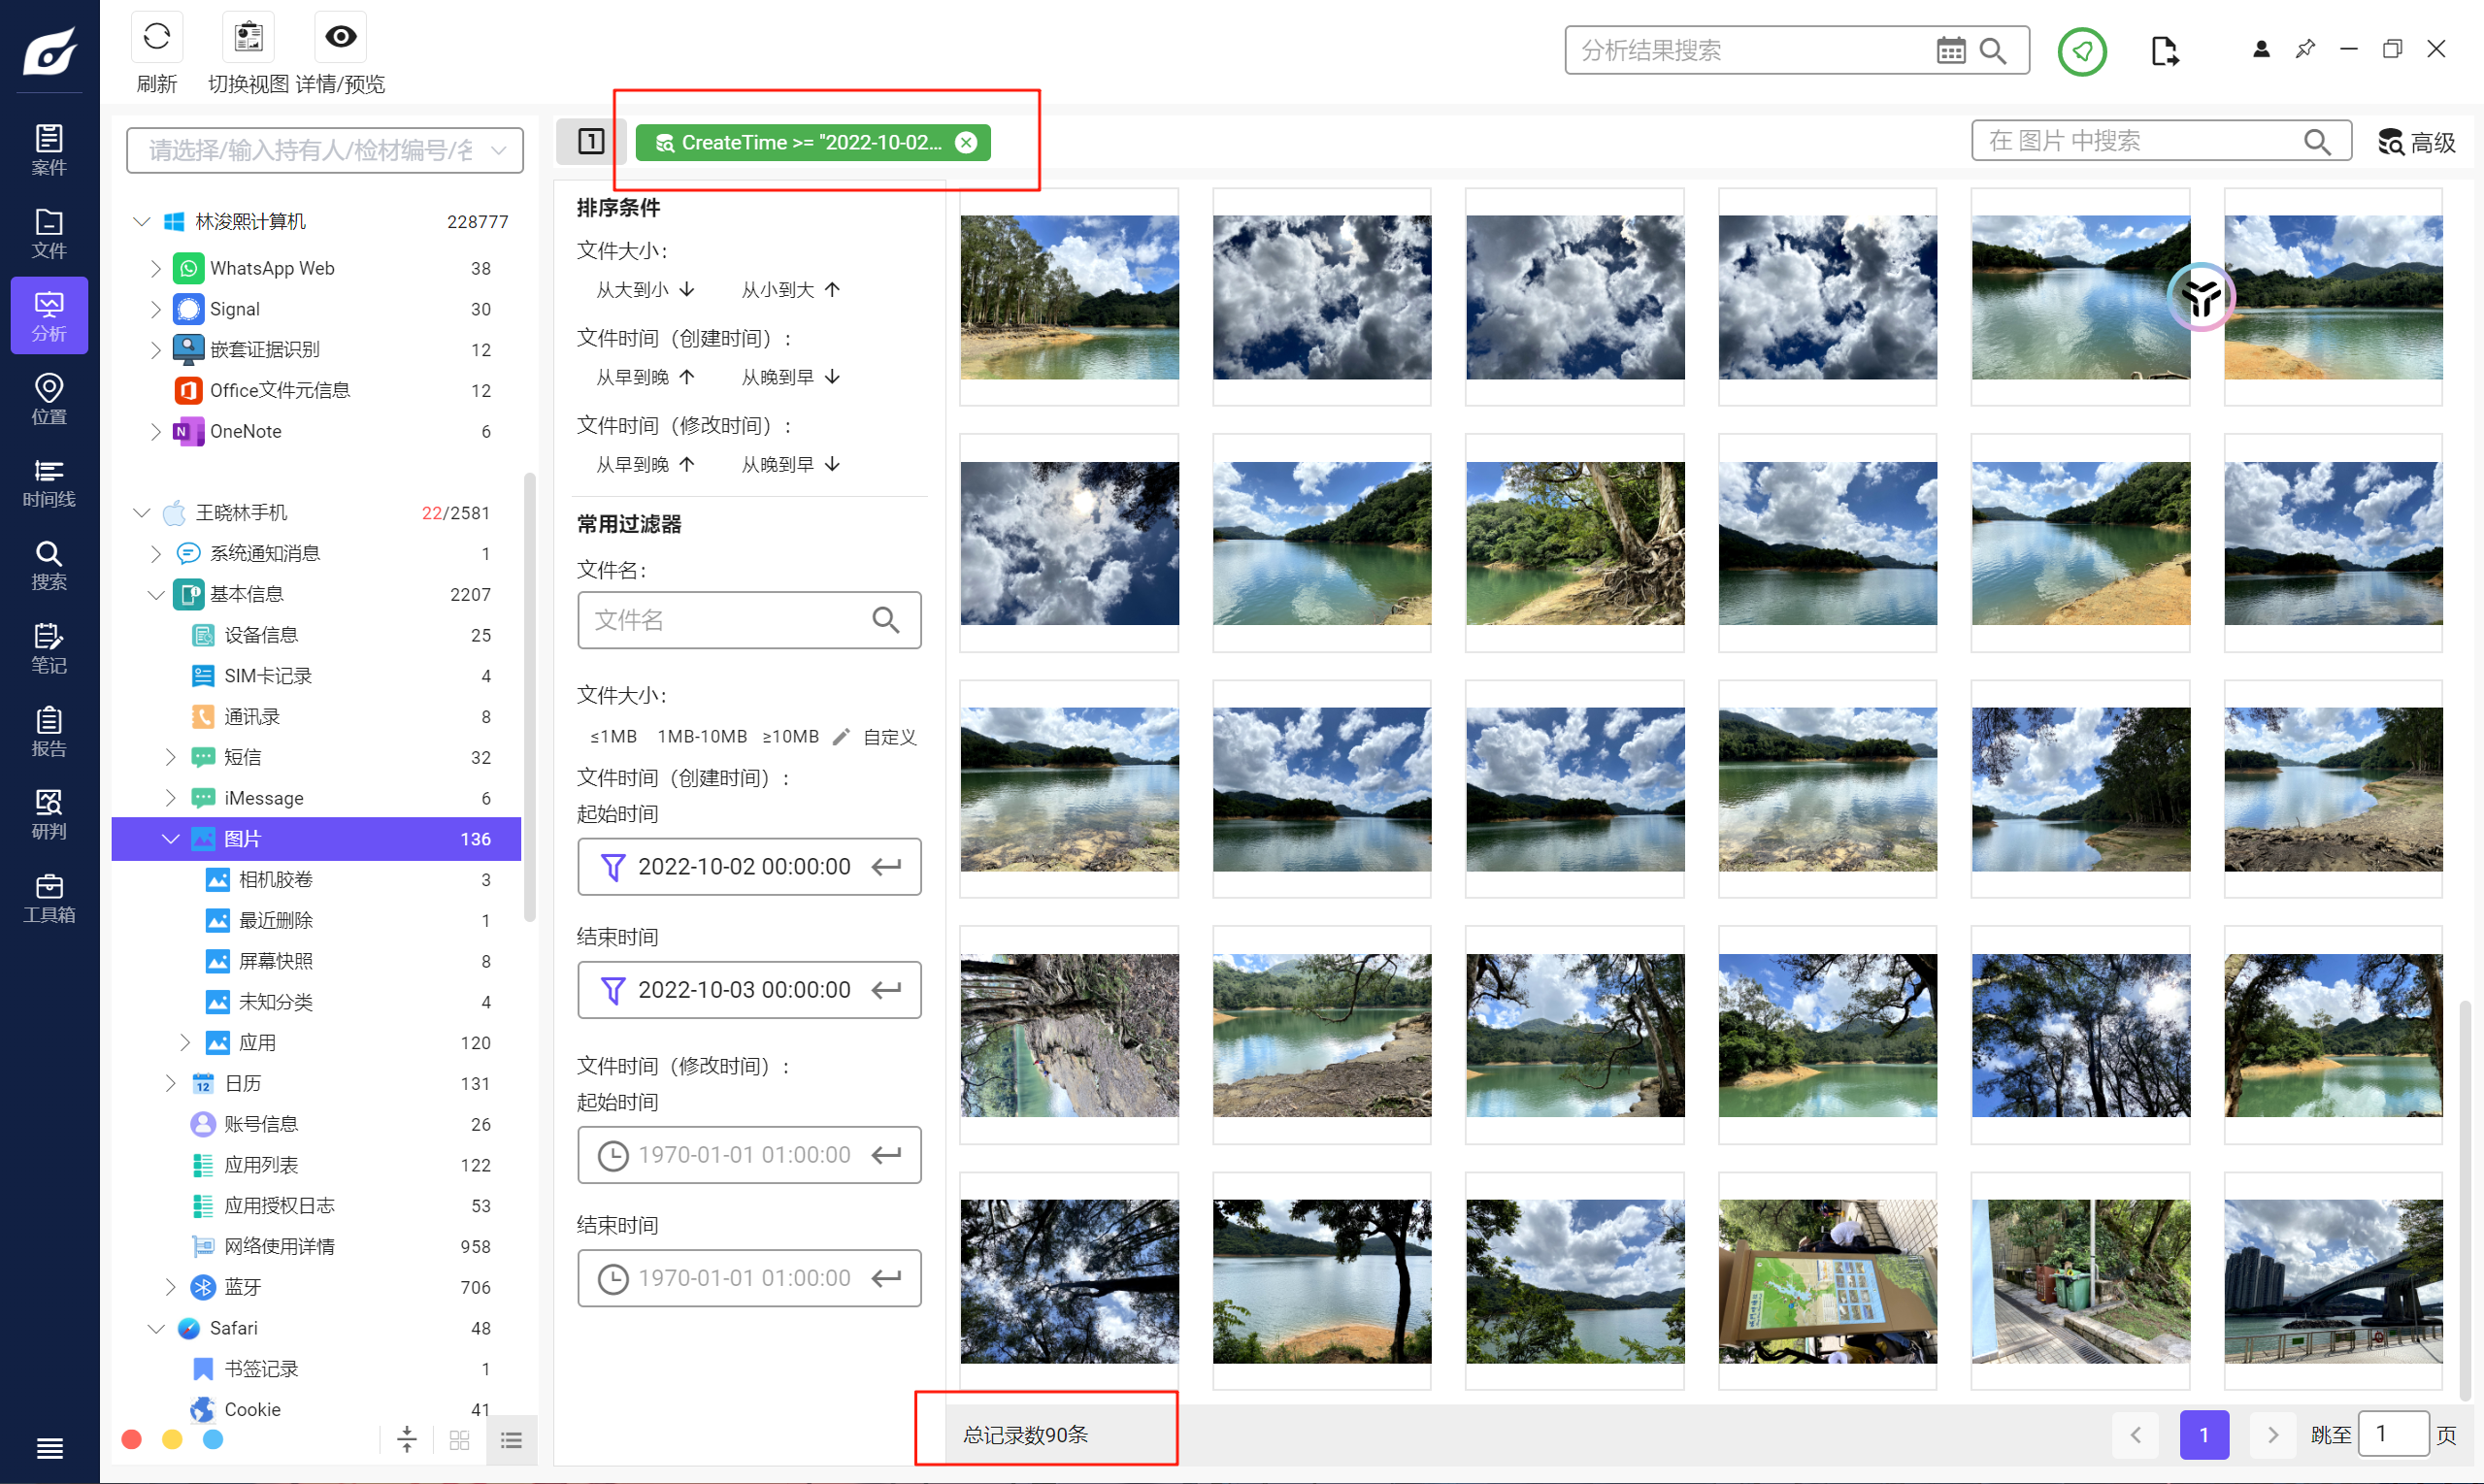 刷新
切换视图
详情/预览
分析结果搜索
案件
文件
分析
位置
时间线
搜索
笔记
报告
研判
工具箱
请选择/输入持有人/检材编号/名
林浚熙计算机 228777
WhatsApp Web 38
Signal 30
嵌套证据识别 12
Office文件元信息 12
OneNote 6
王晓林手机 22/2581
系统通知消息 1
基本信息 2207
设备信息 25
SIM卡记录 4
通讯录 8
短信 32
iMessage 6
图片 136
相机胶卷 3
最近删除 1
屏幕快照 8
未知分类 4
应用 120
12 日历 131
账号信息 26
应用列表 122
应用授权日志 53
网络使用详情 958
蓝牙 706
Safari 48
书签记录 1
Cookie 41
1
CreateTime >= "2022-10-02...
在 图片 中搜索
高级
排序条件
文件大小:
从大到小 ↓ 从小到大 ↑
文件时间（创建时间）:
从早到晚 ↑ 从晚到早 ↓
文件时间（修改时间）:
从早到晚 ↑ 从晚到早 ↓
常用过滤器
文件名:
文件名
文件大小:
≤1MB 1MB-10MB ≥10MB 自定义
文件时间（创建时间）:
起始时间
2022-10-02 00:00:00
结束时间
2022-10-03 00:00:00
文件时间（修改时间）:
起始时间
1970-01-01 01:00:00
结束时间
1970-01-01 01:00:00
总记录数90条
1
跳至 1 页